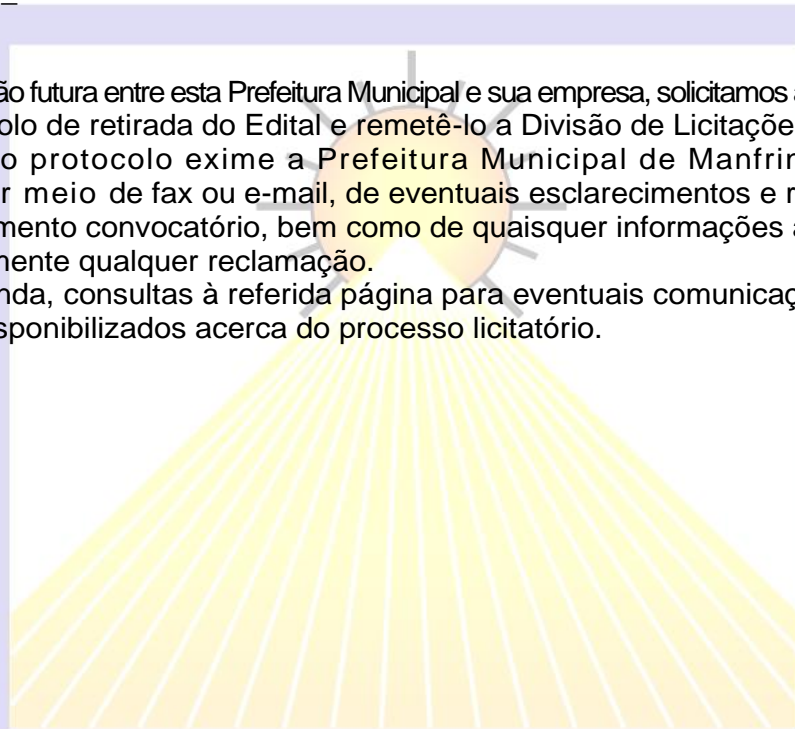 ão futura entre esta Prefeitura Municipal e sua empresa, solicitamos a
olo de retirada do Edital e remetê-lo a Divisão de Licitaçõe
o protocolo exime a Prefeitura Municipal de Manfrin
r meio de fax ou e-mail, de eventuais esclarecimentos e r
mento convocatório, bem como de quaisquer informações a
mente qualquer reclamação.
nda, consultas à referida página para eventuais comunicaç
sponibilizados acerca do processo licitatório.